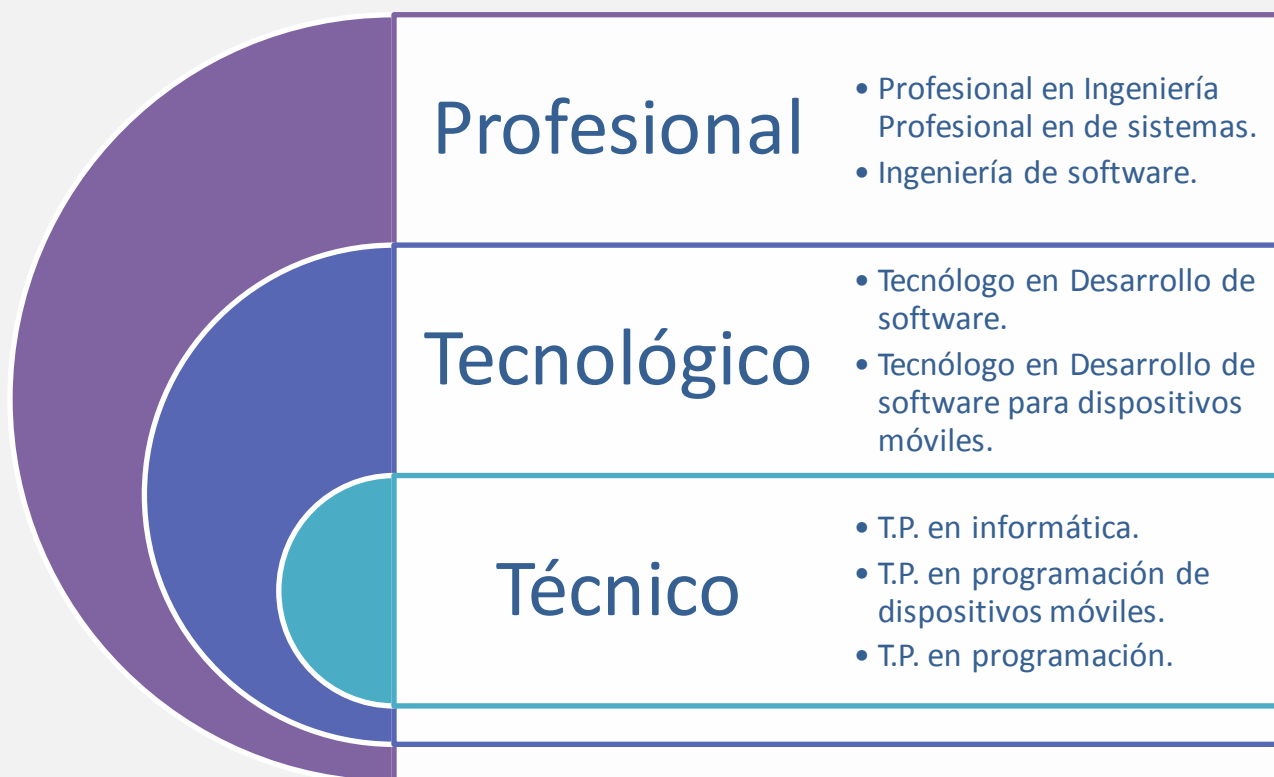 Profesional
• Profesional en Ingeniería
Profesional en de sistemas.
• Ingeniería de software.
Tecnológico
• Tecnólogo en Desarrollo de
software.
• Tecnólogo en Desarrollo de
software para dispositivos
móviles.
Técnico
• T.P. en informática.
• T.P. en programación de
dispositivos móviles.
• T.P. en programación.